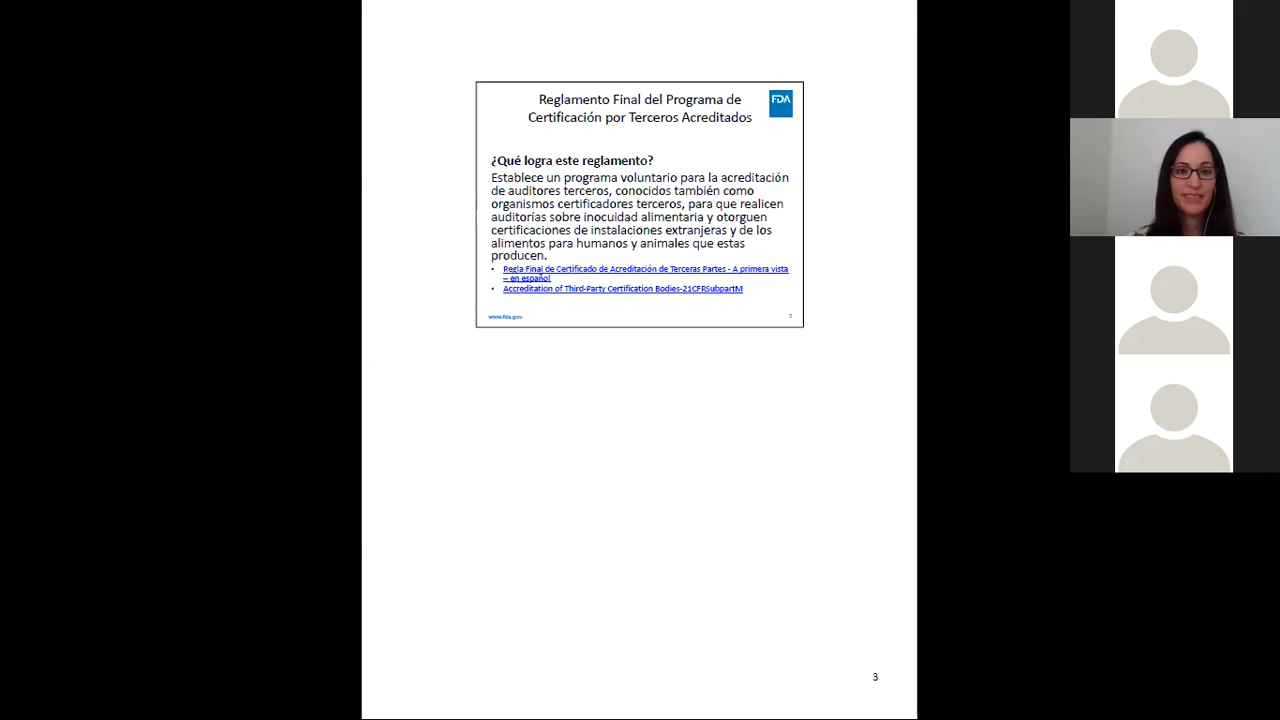 Reglamento Final del Programa de
Certificación por Terceros Acreditados
FDA
¿Qué logra este reglamento?
Establece un programa voluntario para la acreditación
de auditores terceros, conocidos también como
organismos certificadores terceros, para que realicen
auditorías sobre inocuidad alimentaria y otorguen
certificaciones de instalaciones extranjeras y de los
alimentos para humanos y animales que estas
producen.
• Regla Final de Certificado de Acreditación de Terceras Partes - A primera vista
– en español
• Accreditation of Third-Party Certification Bodies-21CFRSubpartM
www.fda.gov
3
3